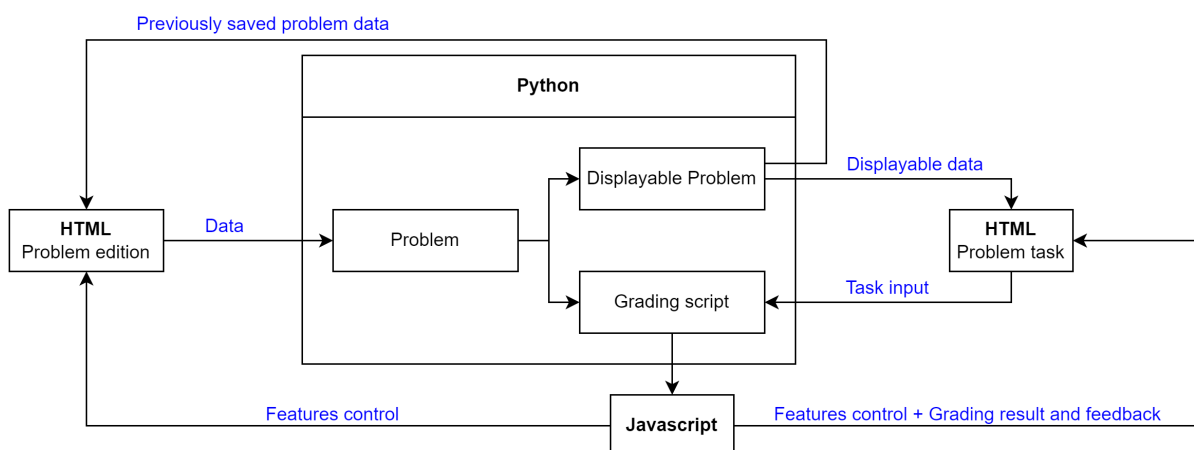 Previously saved problem data
Python
Displayable Problem
Displayable data
HTML
Problem edition
Data
Problem
HTML
Problem task
Grading script
Task input
Features control
Javascript
Features control + Grading result and feedback